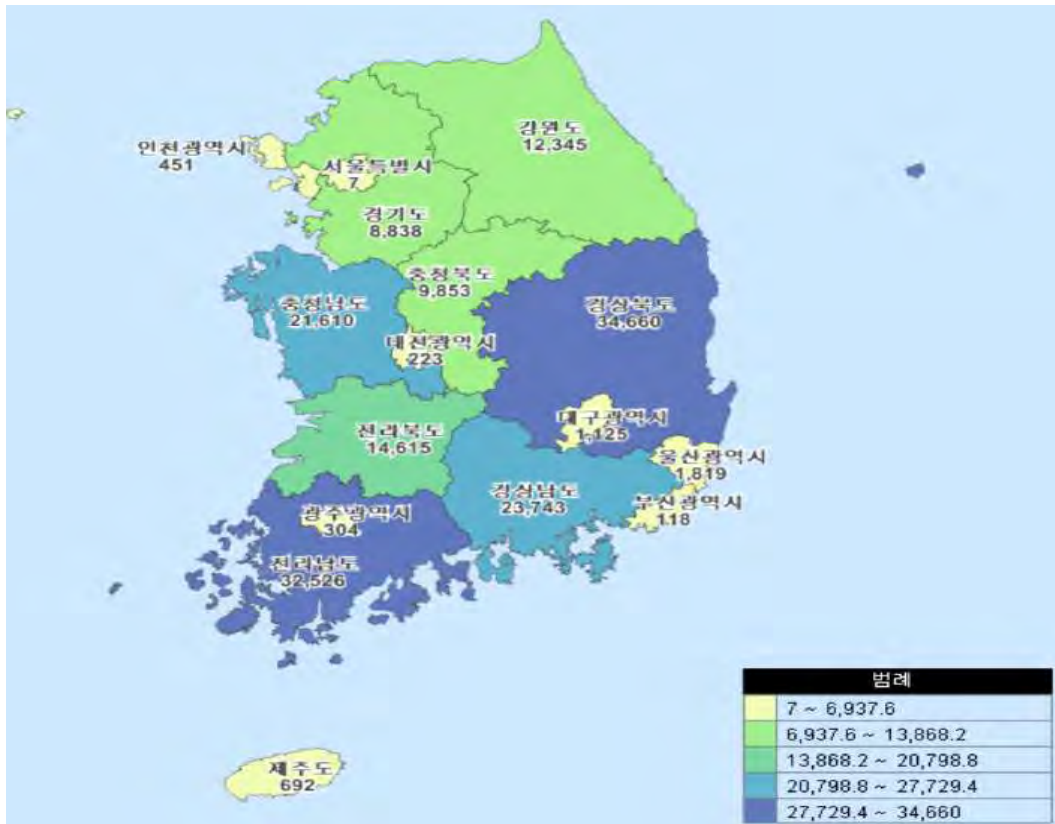 강원도
12,345
인천광역시
451
서울특별시
7
경기도
8,838
충청북도
9,853
충청남도
21,610
경상북도
34,660
대전광역시
223
대구광역시
1,125
전라북도
14,615
울산광역시
1,819
경상남도
23,743
부산광역시
118
광주광역시
304
전라남도
32,526
제주도
692
범례
7 ~ 6,937.6
6,937.6 ~ 13,868.2
13,868.2 ~ 20,798.8
20,798.8 ~ 27,729.4
27,729.4 ~ 34,660